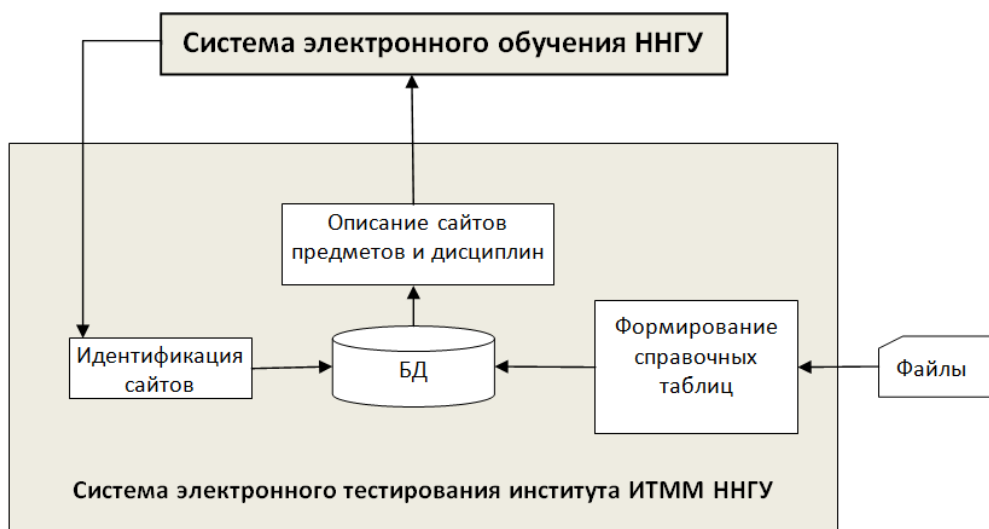 Система электронного обучения ННГУ
Описание сайтов
предметов и дисциплин
Формирование
справочных
таблиц
Идентификация
сайтов
БД
Файлы
Система электронного тестирования института ИТММ ННГУ